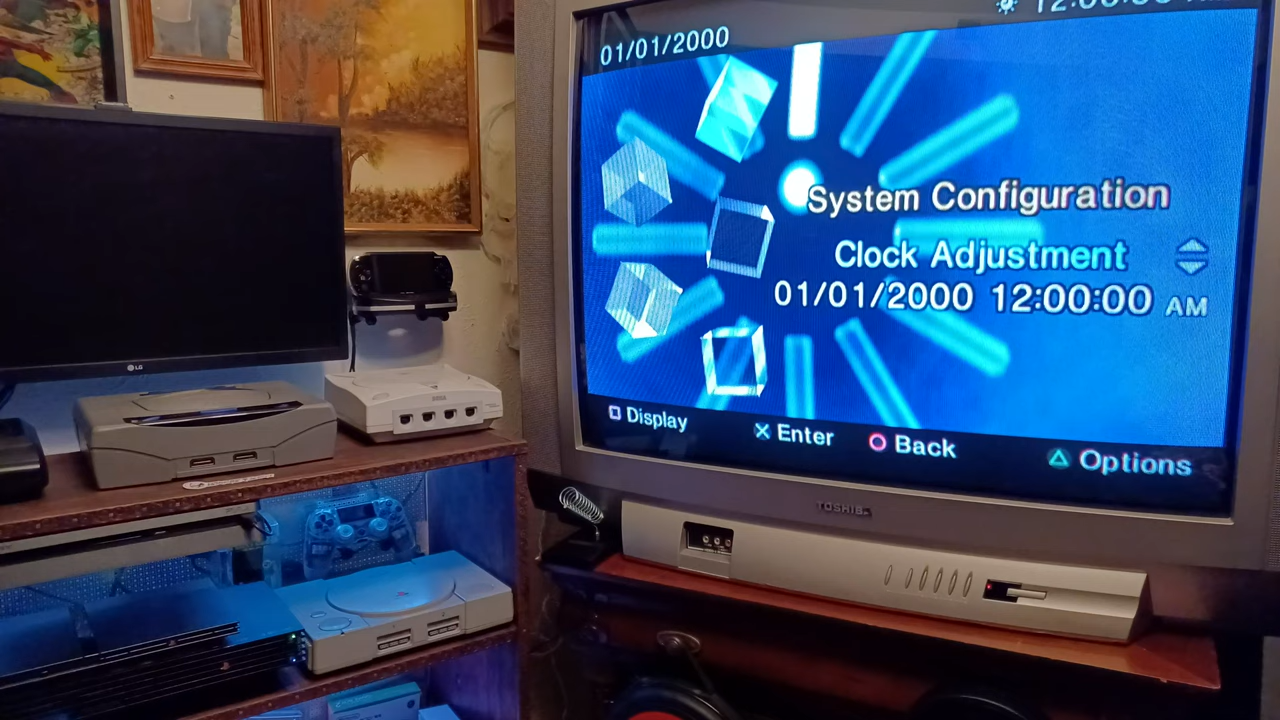 01/01/2000
System Configuration
Clock Adjustment
01/01/2000 12:00:00 AM
Display
Enter
Back
Options
LG
SEGA
TOSHIBA